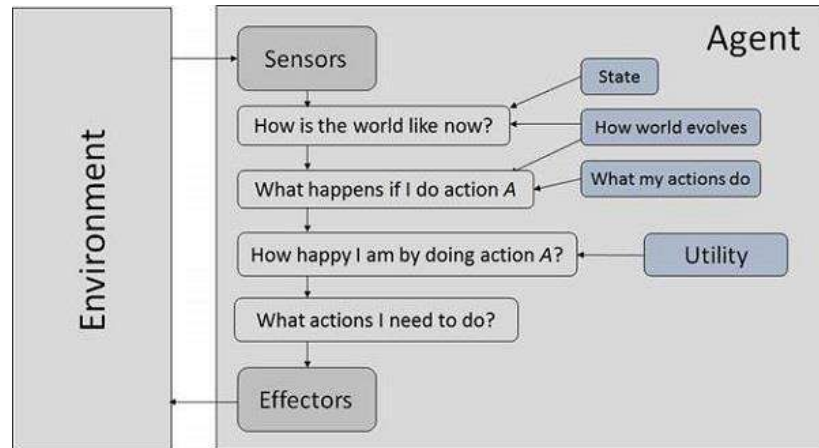 Agent
Environment
Sensors
State
How is the world like now?
How world evolves
What happens if I do action A
What my actions do
How happy I am by doing action A?
Utility
What actions I need to do?
Effectors